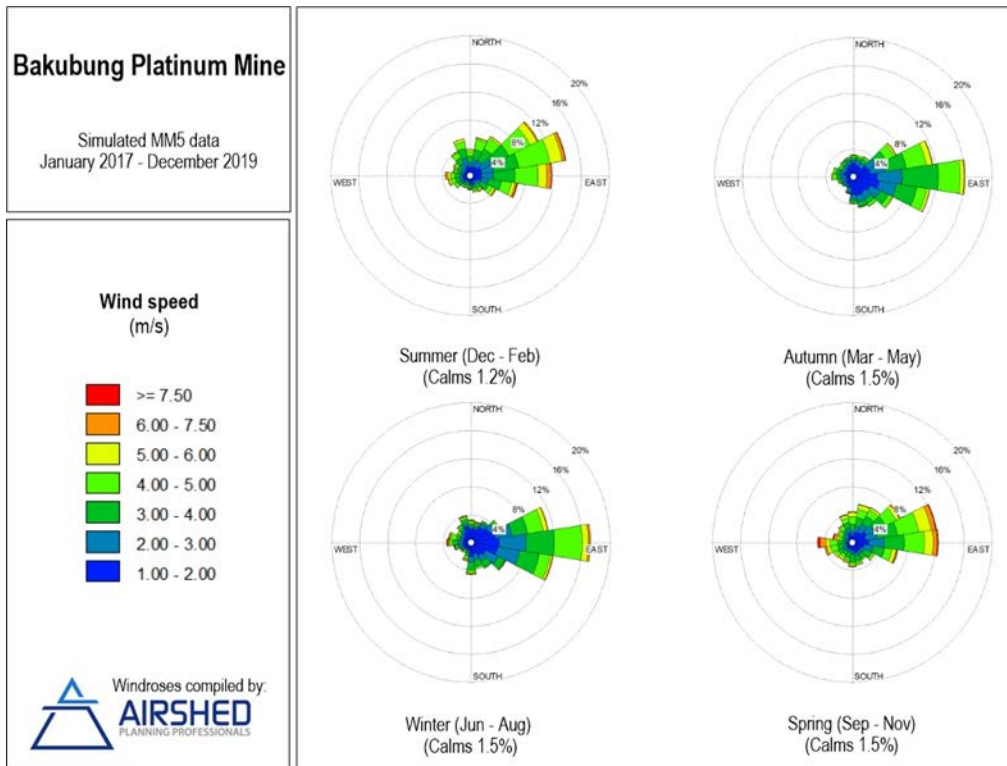 Bakubung Platinum Mine
Simulated MM5 data
January 2017 - December 2019
Wind speed
(m/s)
>= 7.50
6.00 - 7.50
5.00 - 6.00
4.00 - 5.00
3.00 - 4.00
2.00 - 3.00
1.00 - 2.00
Windroses compiled by:
AIRSHED
PLANNING PROFESSIONALS
NORTH
20%
16%
12%
8%
4%
WEST
EAST
SOUTH
Summer (Dec - Feb)
(Calms 1.2%)
NORTH
20%
16%
12%
8%
4%
WEST
EAST
SOUTH
Autumn (Mar - May)
(Calms 1.5%)
NORTH
20%
16%
12%
8%
4%
WEST
EAST
SOUTH
Winter (Jun - Aug)
(Calms 1.5%)
NORTH
20%
16%
12%
8%
4%
WEST
EAST
SOUTH
Spring (Sep - Nov)
(Calms 1.5%)